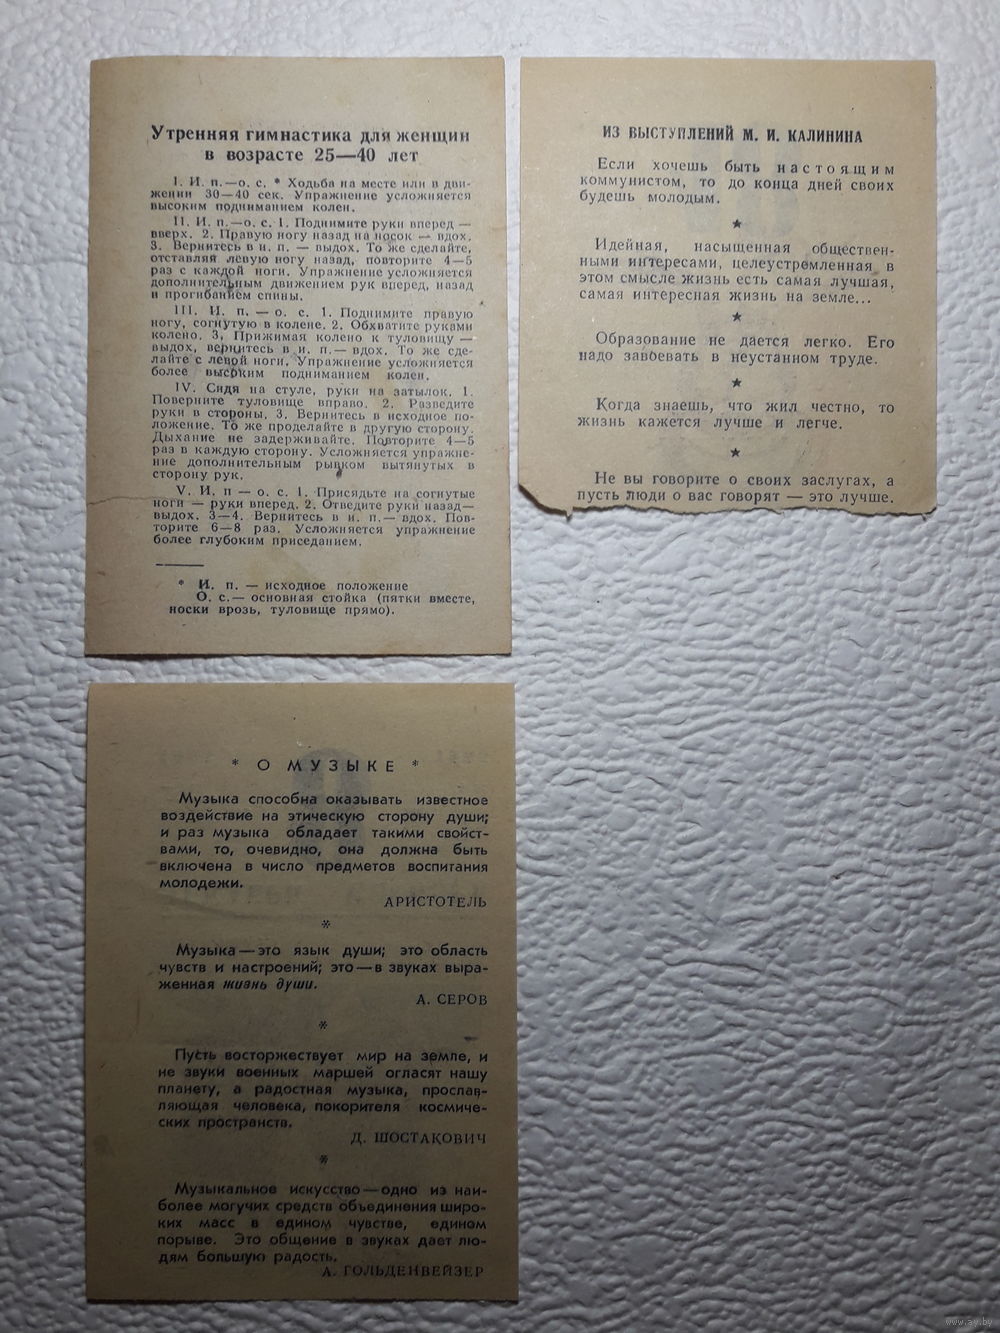 Утренняя гимнастика для женщин
в возрасте 25—40 лет
I. И. п.—о. с. * Ходьба на месте или в дви-
жении 30—40 сек. Упражнение усложняется
высоким подниманием колен.
II. И. п.—о. с. 1. Поднимите руки вперед —
вверх. 2. Правую ногу назад на носок — вдох.
3. Вернитесь в и. п. — выдох. То же сделайте,
отставляя левую ногу назад, повторите 4—5
раз с каждой ноги. Упражнение усложняется
дополнительным движением рук вперед, назад
и прогибанием спины.
III. И. п. — о. с. 1. Поднимите правую
ногу, согнутую в колене. 2. Обхватите руками
колено. 3, Прижимая колено к туловищу —
выдох, вернитесь в и. п.— вдох. То же сде-
лайте с левой ноги. Упражнение усложняется
более высоким подниманием колен.
IV. Сидя на стуле, руки на затылок. 1.
Поверните туловище вправо. 2. Разведите
руки в стороны. 3. Вернитесь в исходное по-
ложение. То же проделайте в другую сторону.
Дыхание не задерживайте. Повторите 4—5
раз в каждую сторону. Усложняется упражне-
ние дополнительным рывком вытянутых в
сторону рук.
V. И. п — о. с. 1. Присядьте на согнутые
ноги — руки вперед. 2. Отведите руки назад—
выдох. 3—4. Вернитесь в и. п.— вдох. Пов-
торите 6—8 раз. Усложняется упражнение
более глубоким приседанием.
* И. п. — исходное положение
О. с.— основная стойка (пятки вместе,
носки врозь, туловище прямо).
ИЗ ВЫСТУПЛЕНИЙ М. И. КАЛИНИНА
Если хочешь быть настоящим
коммунистом, то до конца дней своих
будешь молодым.
★
Идейная, насыщенная обществен-
ными интересами, целеустремленная в
этом смысле жизнь есть самая лучшая,
самая интересная жизнь на земле...
★
Образование не дается легко. Его
надо завоевать в неустанном труде.
★
Когда знаешь, что жил честно, то
жизнь кажется лучше и легче.
★
Не вы говорите о своих заслугах, а
пусть люди о вас говорят — это лучше.
* О МУЗЫКЕ *
Музыка способна оказывать известное
воздействие на этическую сторону души;
и раз музыка обладает такими свойст-
вами, то, очевидно, она должна быть
включена в число предметов воспитания
молодежи.
АРИСТОТЕЛЬ
*
Музыка — это язык души; это область
чувств и настроений; это — в звуках выра-
женная жизнь души.
А. СЕРОВ
*
Пусть восторжествует мир на земле, и
не звуки военных маршей огласят нашу
планету, а радостная музыка, прослав-
ляющая человека, покорителя космиче-
ских пространств.
Д. ШОСТАКОВИЧ
*
Музыкальное искусство — одно из наи-
более могучих средств объединения широ-
ких масс в едином чувстве, едином
порыве. Это общение в звуках дает лю-
дям большую радость.
А. ГОЛЬДЕНВЕЙЗЕР
www.ay.by